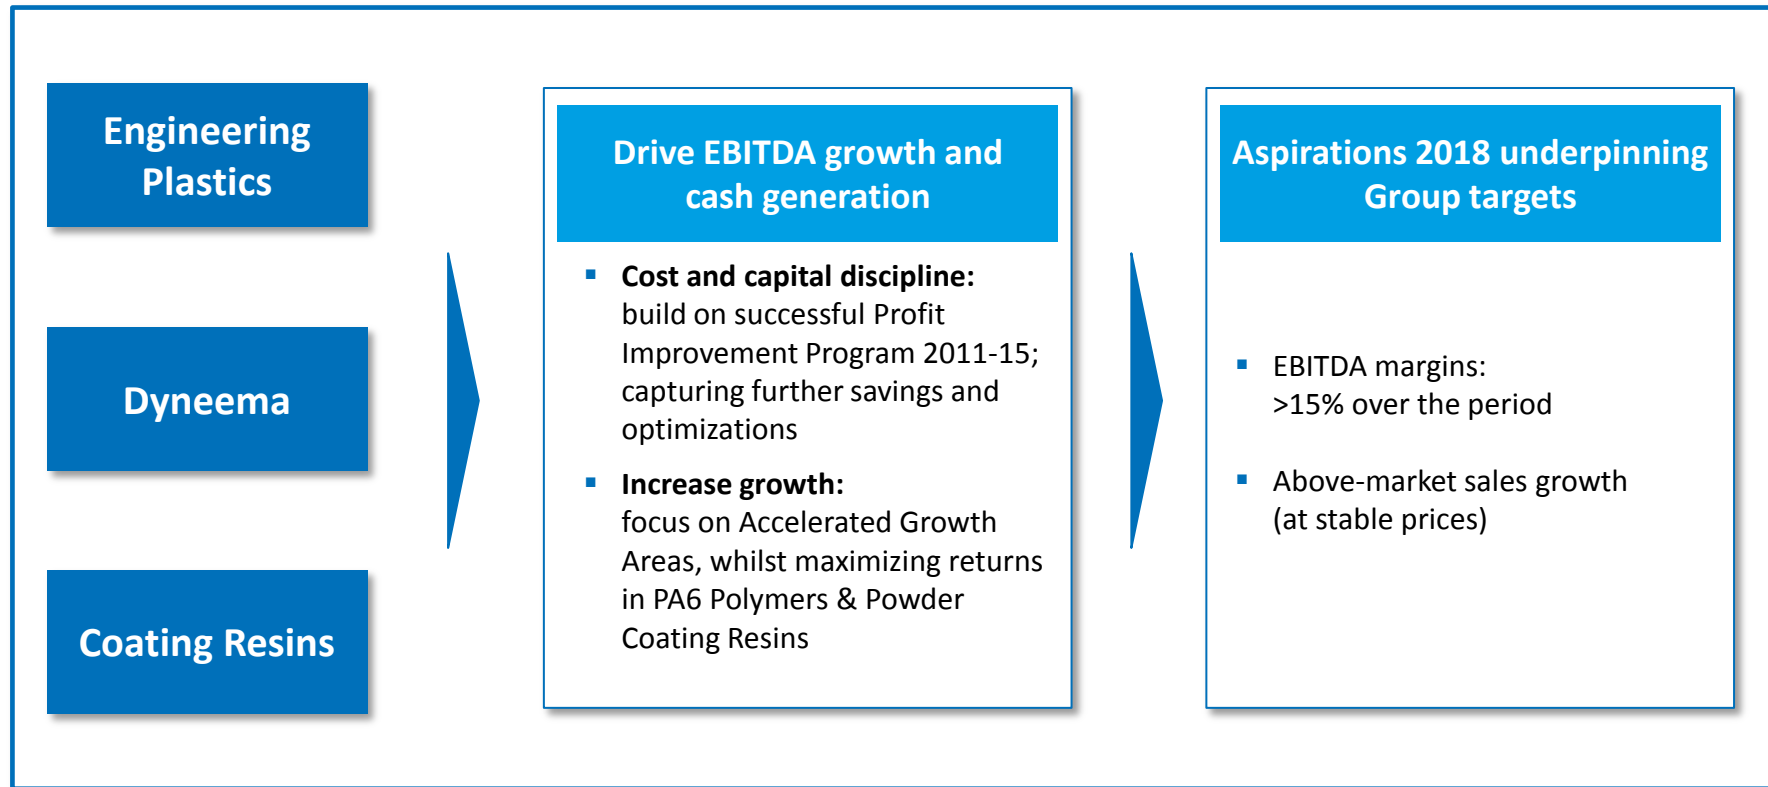 Engineering
Plastics
Dyneema
Coating Resins
Drive EBITDA growth and
cash generation
▪ Cost and capital discipline:
build on successful Profit
Improvement Program 2011-15;
capturing further savings and
optimizations
▪ Increase growth:
focus on Accelerated Growth
Areas, whilst maximizing returns
in PA6 Polymers & Powder
Coating Resins
Aspirations 2018 underpinning
Group targets
▪ EBITDA margins:
>15% over the period
▪ Above-market sales growth
(at stable prices)